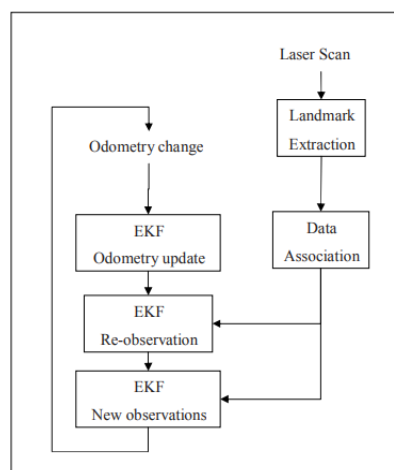 Laser Scan
Landmark
Extraction
Odometry change
EKF
Odometry update
Data
Association
EKF
Re-observation
EKF
New observations